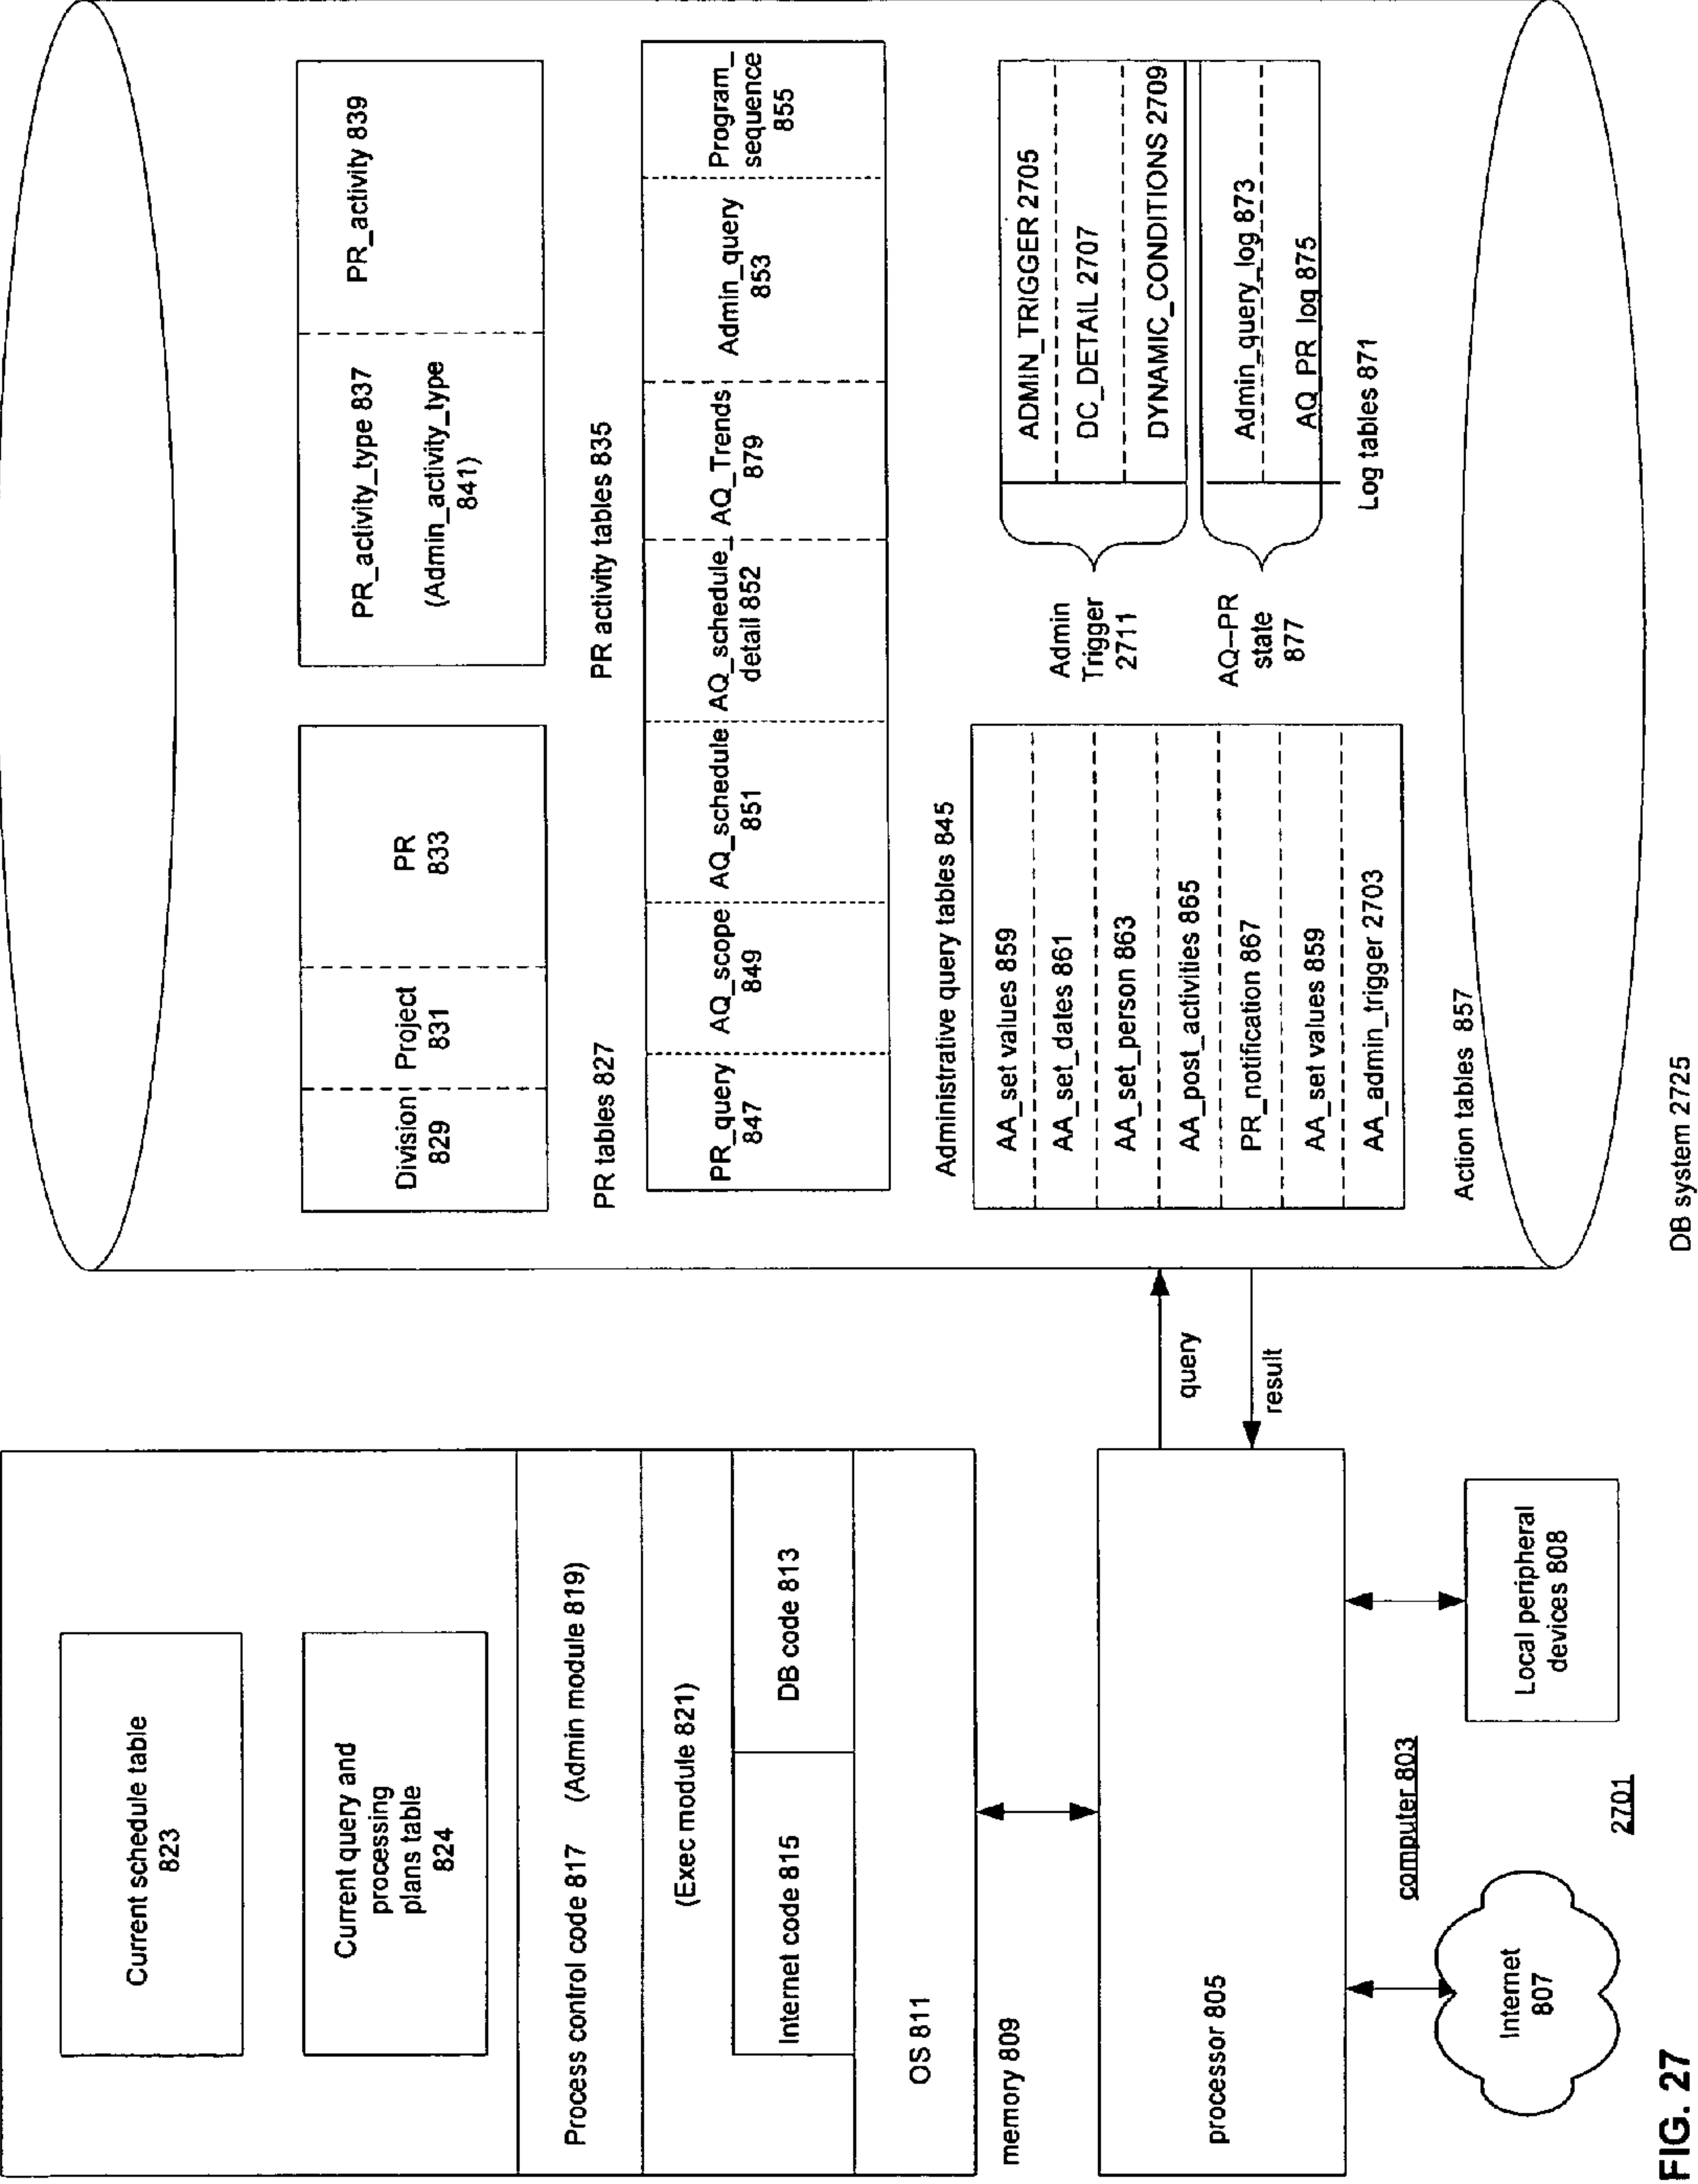 Current schedule table
823
Current query and
processing
plans table
824
Process control code 817 (Admin module 819)
(Exec module 821)
Internet code 815
DB code 813
OS 811
memory 809
processor 805
query
result
computer 803
Internet
807
Local peripheral
devices 808
2701
FIG. 27
Division
829
Project
831
PR
833
PR tables 827
PR_activity_type 837
(Admin_activity_type
841)
PR_activity 839
PR activity tables 835
PR_query
847
AQ_scope
849
AQ_schedule
851
AQ_schedule_
detail 852
AQ_Trends
879
Admin_query
853
Program_
sequence
855
Administrative query tables 845
AA_set values 859
AA_set_dates 861
AA_set_person 863
AA_post_activities 865
PR_notification 867
AA_set values 859
AA_admin_trigger 2703
Action tables 857
Admin
Trigger
2711
ADMIN_TRIGGER 2705
DC_DETAIL 2707
DYNAMIC_CONDITIONS 2709
AQ–PR
state
877
Admin_query_log 873
AQ_PR_log 875
Log tables 871
DB system 2725